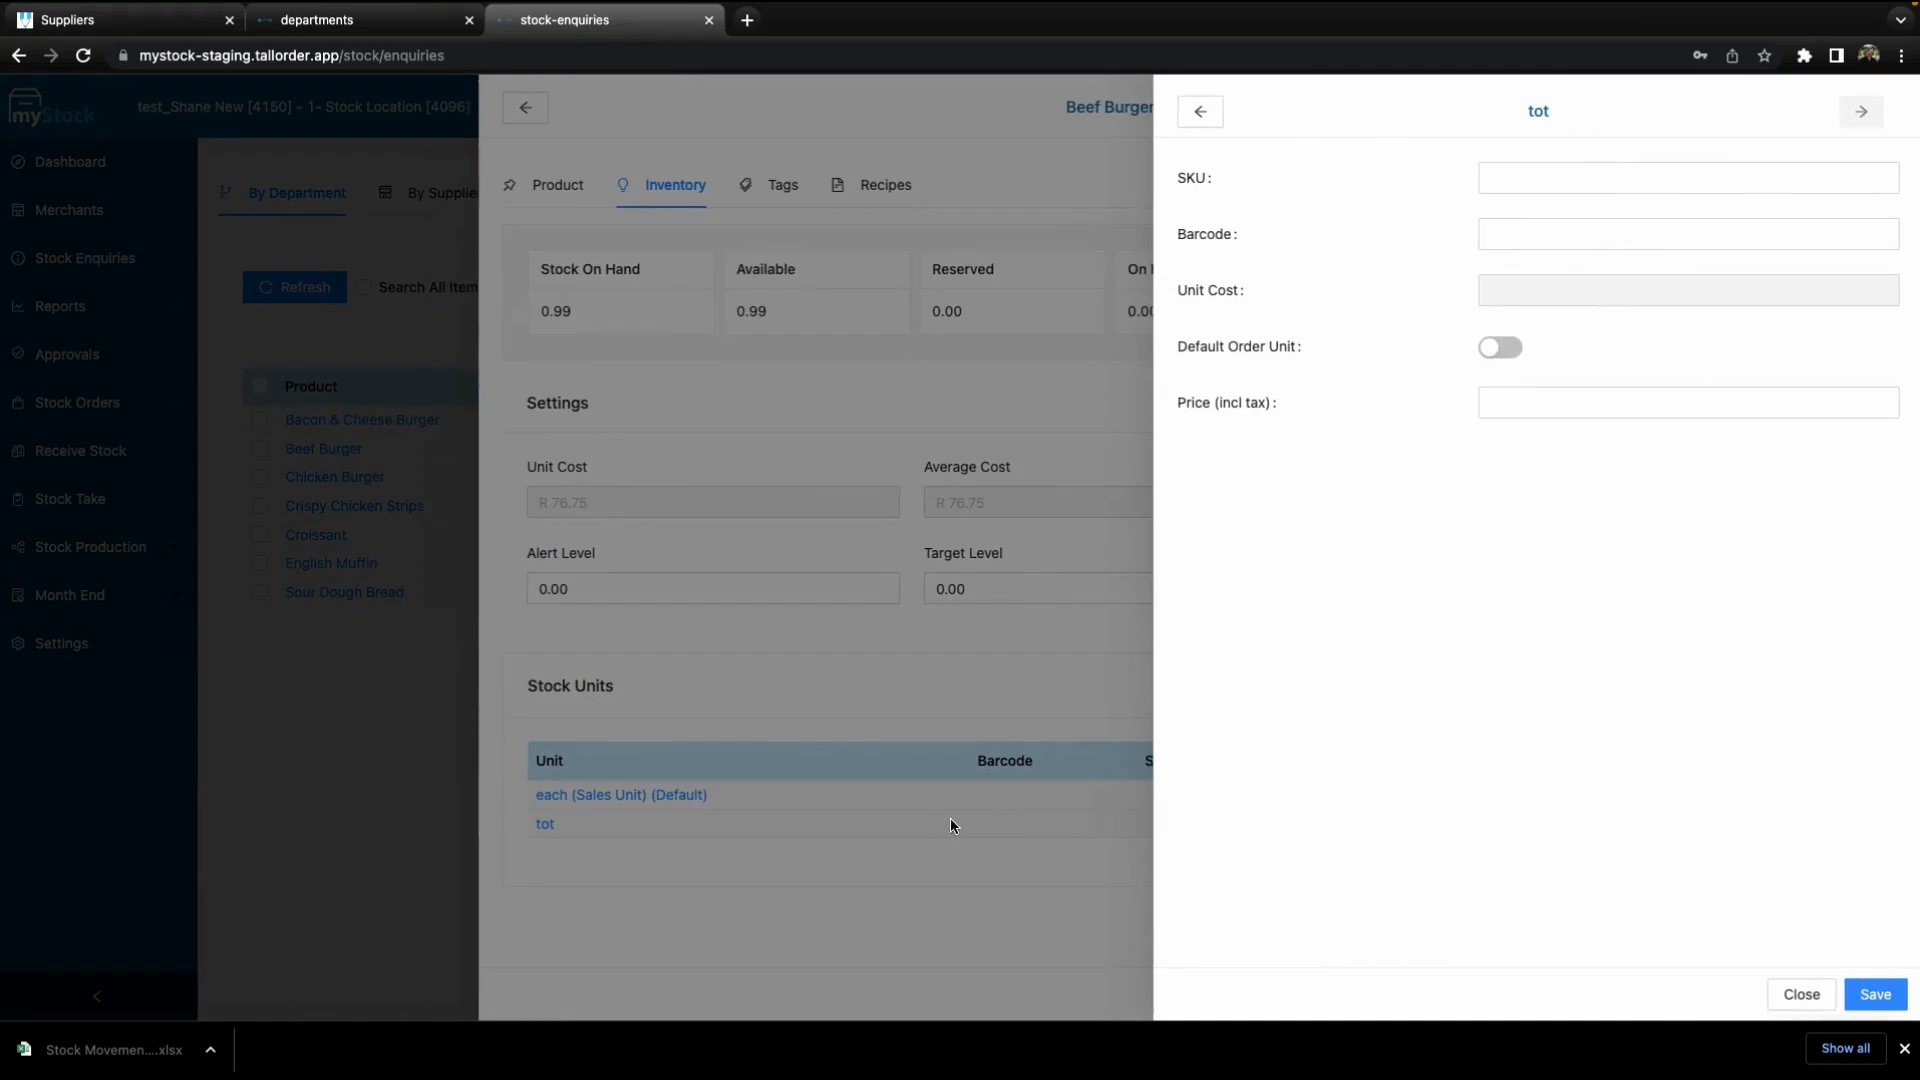 Suppliers
departments
stock-enquiries
mystock-staging.tallorder.app/stock/enquiries
myStock
test_Shane New [4150] - 1- Stock Location [4096]
Dashboard
Merchants
Stock Enquiries
Reports
Approvals
Stock Orders
Receive Stock
Stock Take
Stock Production
Month End
Settings
By Department
By Supplie
Refresh
Search All Item
Product
Bacon & Cheese Burger
Beef Burger
Chicken Burger
Crispy Chicken Strips
Croissant
English Muffin
Sour Dough Bread
Beef Burger
Product
Inventory
Tags
Recipes
Stock On Hand
Available
Reserved
On
0.99
0.99
0.00
0.00
Settings
Unit Cost
Average Cost
R 76.75
R 76.75
Alert Level
Target Level
0.00
0.00
Stock Units
Unit
Barcode
S
each (Sales Unit) (Default)
tot
tot
SKU :
Barcode :
Unit Cost :
Default Order Unit :
Price (incl tax) :
Close
Save
Stock Movemen....xlsx
Show all